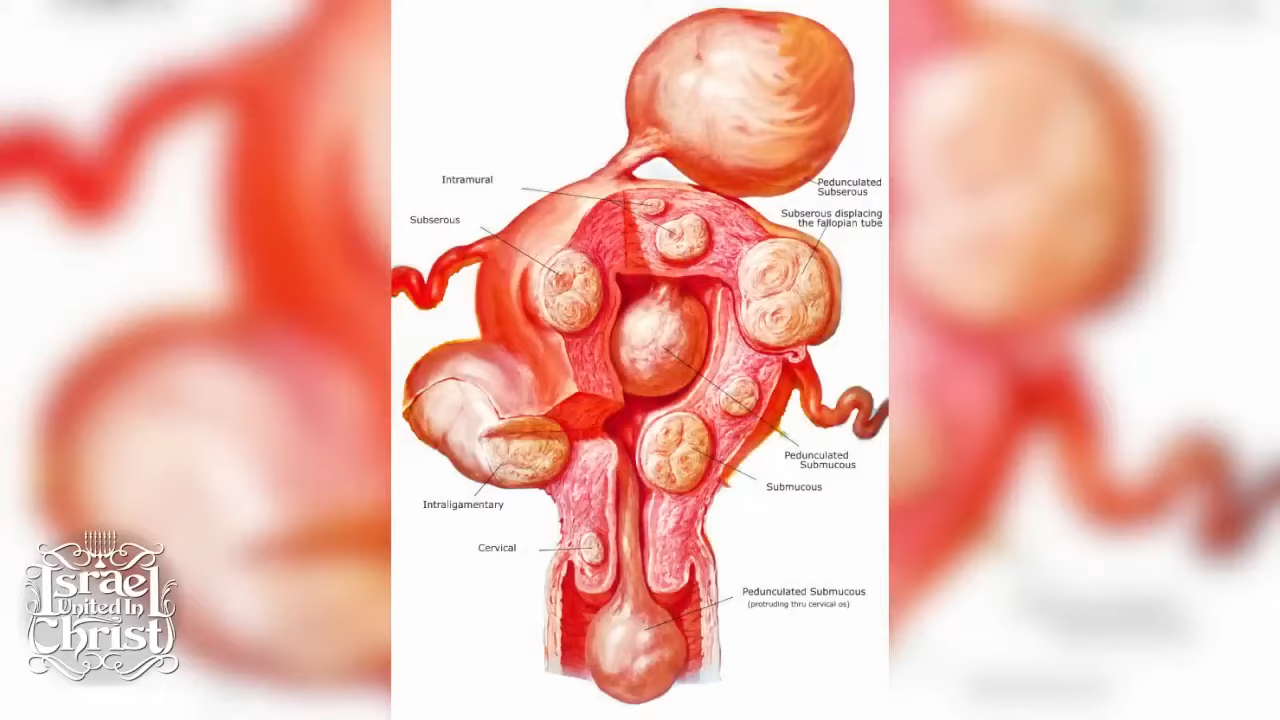 Pedunculated
Subserous
Intramural
Subserous displacing
the fallopian tube
Subserous
Pedunculated
Submucous
Submucous
Intraligamentary
Cervical
Pedunculated Submucous
(protruding thru cervical os)
Israel
United In
Christ